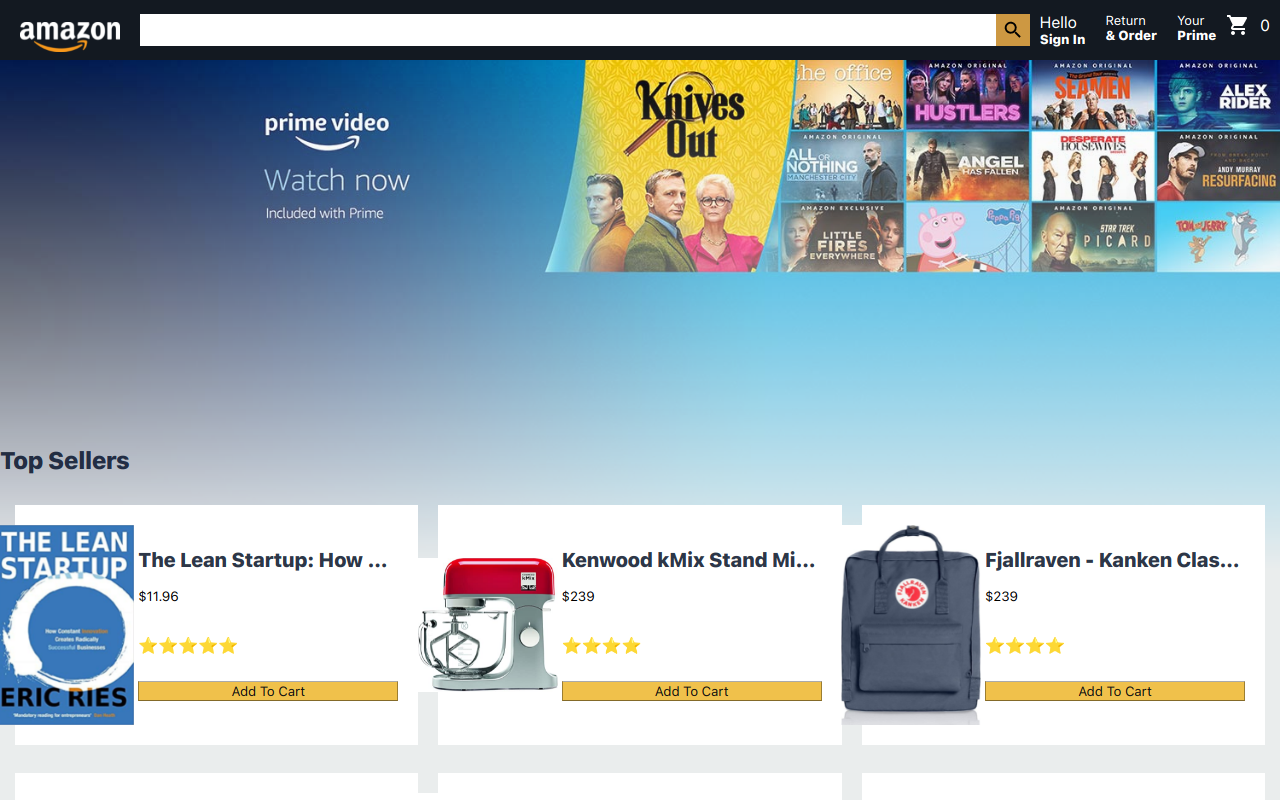 amazon
Hello
Sign In
Return
& Order
Your
Prime
0
prime video
Watch now
Included with Prime
Knives
Out
he office
AMAZON ORIGINAL
HUSTLERS
AMAZON ORIGINAL
SEAMEN
AMAZON ORIGINAL
ALEX
RIDER
AMAZON ORIGINAL
ALL OR
NOTHING
MANCHESTER CITY
ANGEL
HAS FALLEN
DESPERATE
HOUSEWIVES
AMAZON ORIGINAL
ANDY MURRAY
RESURFACING
AMAZON EXCLUSIVE
LITTLE
FIRES
EVERYWHERE
Peppa Pig
AMAZON ORIGINAL
STAR TREK
PICARD
TOM AND JERRY
Top Sellers
THE LEAN
STARTUP
How Constant Innovation
Creates Radically
Successful Businesses
ERIC RIES
The Lean Startup: How ...
$11.96
Add To Cart
Kenwood kMix Stand Mi...
$239
Add To Cart
FJÄLLRÄVEN
KÅNKEN
Fjallraven - Kanken Clas...
$239
Add To Cart